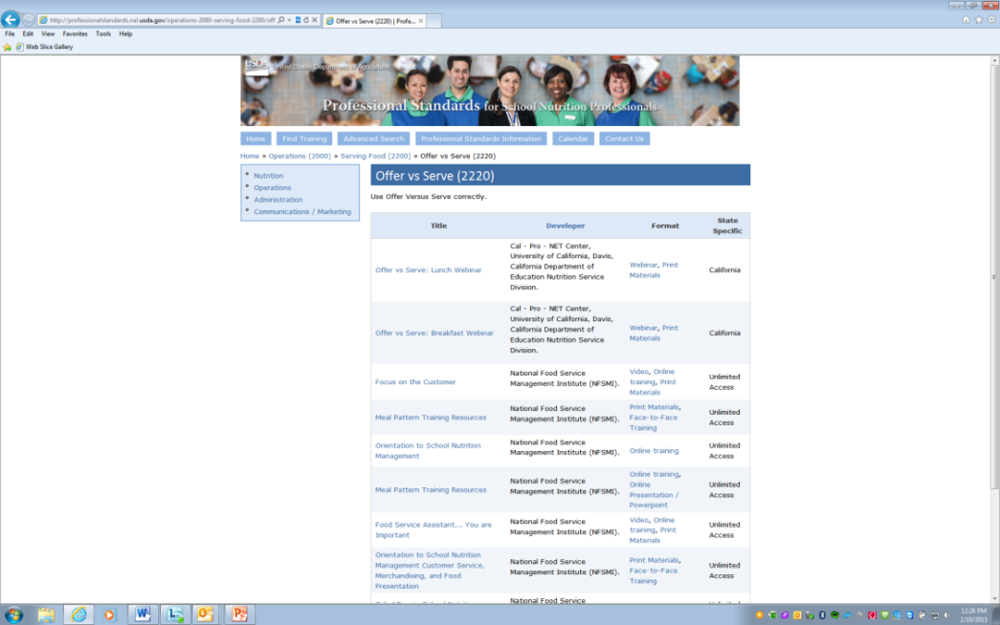 http://professionalstandards.nal.usda.gov/operations-2000-serving-food-2200/off
Offer vs Serve (2220) | Profe...
File Edit View Favorites Tools Help
Web Slice Gallery
USDA United States Department of Agriculture
Professional Standards for School Nutrition Professionals
Home Find Training Advanced Search Professional Standards Information Calendar Contact Us
Home » Operations (2000) » Serving Food (2200) » Offer vs Serve (2220)
Nutrition
Operations
Administration
Communications / Marketing
Offer vs Serve (2220)
Use Offer Versus Serve correctly.
Title Developer Format State
Specific
Offer vs Serve: Lunch Webinar
Cal - Pro - NET Center,
University of California, Davis,
California Department of
Education Nutrition Service
Division.
Webinar, Print
Materials
California
Offer vs Serve: Breakfast Webinar
Cal - Pro - NET Center,
University of California, Davis,
California Department of
Education Nutrition Service
Division.
Webinar, Print
Materials
California
Focus on the Customer
National Food Service
Management Institute (NFSMI).
Video, Online
training, Print
Materials
Unlimited
Access
Meal Pattern Training Resources
National Food Service
Management Institute (NFSMI).
Print Materials,
Face-to-Face
Training
Unlimited
Access
Orientation to School Nutrition
Management
National Food Service
Management Institute (NFSMI).
Online training
Unlimited
Access
Meal Pattern Training Resources
National Food Service
Management Institute (NFSMI).
Online training,
Online
Presentation /
Powerpoint
Unlimited
Access
Food Service Assistant... You are
Important
National Food Service
Management Institute (NFSMI).
Video, Online
training, Print
Materials
Unlimited
Access
Orientation to School Nutrition
Management Customer Service,
Merchandising, and Food
Presentation
National Food Service
Management Institute (NFSMI).
Print Materials,
Face-to-Face
Training
Unlimited
Access
National Food Service
12:26 PM
2/10/2015